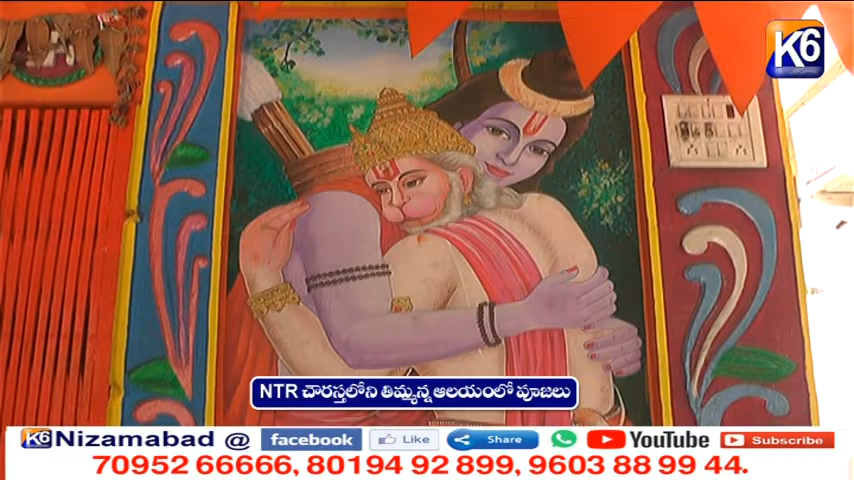 K6
NTR చౌరస్తలోని తిమ్మన్న ఆలయంలో పూజలు
K6 Nizamabad @ facebook Like Share YouTube Subscribe
70952 66666, 80194 92 899, 9603 88 99 44.